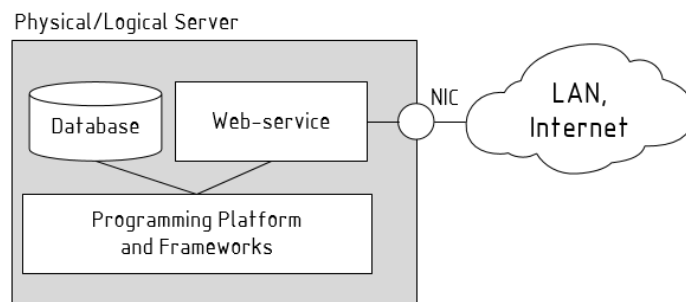 Physical/Logical Server
Database
Web-service
NIC
LAN,
Internet
Programming Platform
and Frameworks